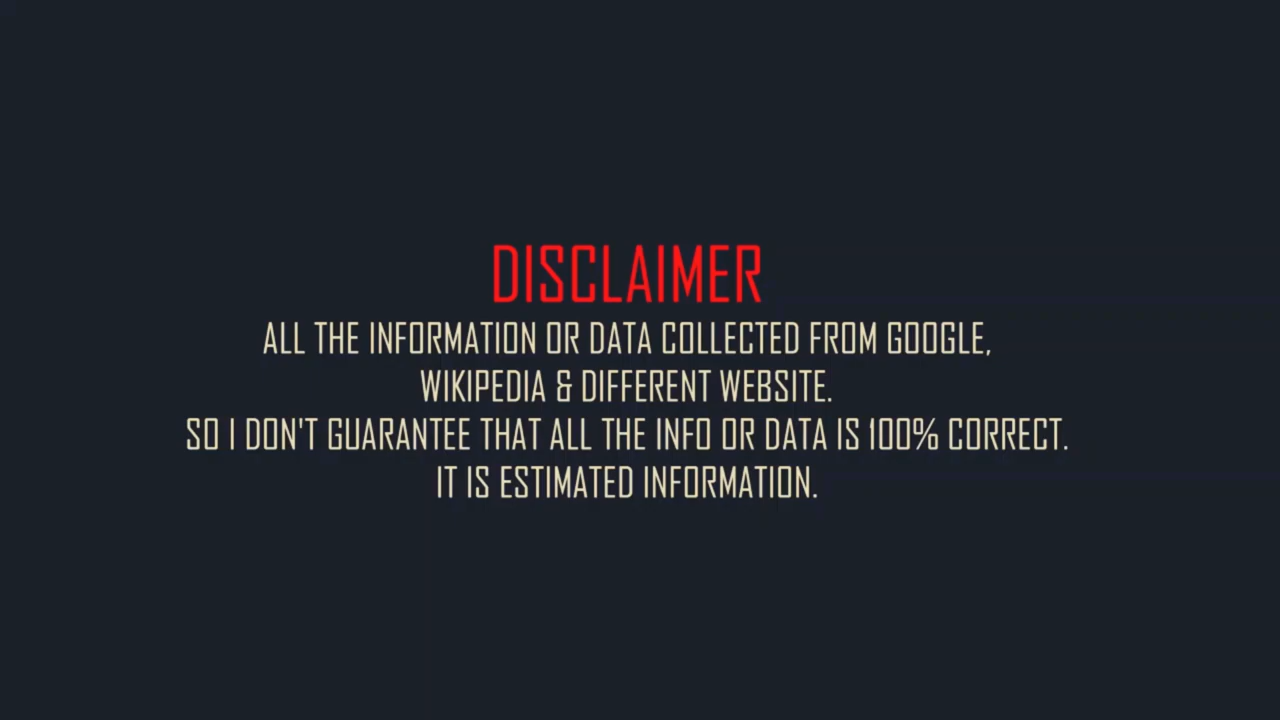 DISCLAIMER
ALL THE INFORMATION OR DATA COLLECTED FROM GOOGLE,
WIKIPEDIA & DIFFERENT WEBSITE.
SO I DON'T GUARANTEE THAT ALL THE INFO OR DATA IS 100% CORRECT.
IT IS ESTIMATED INFORMATION.